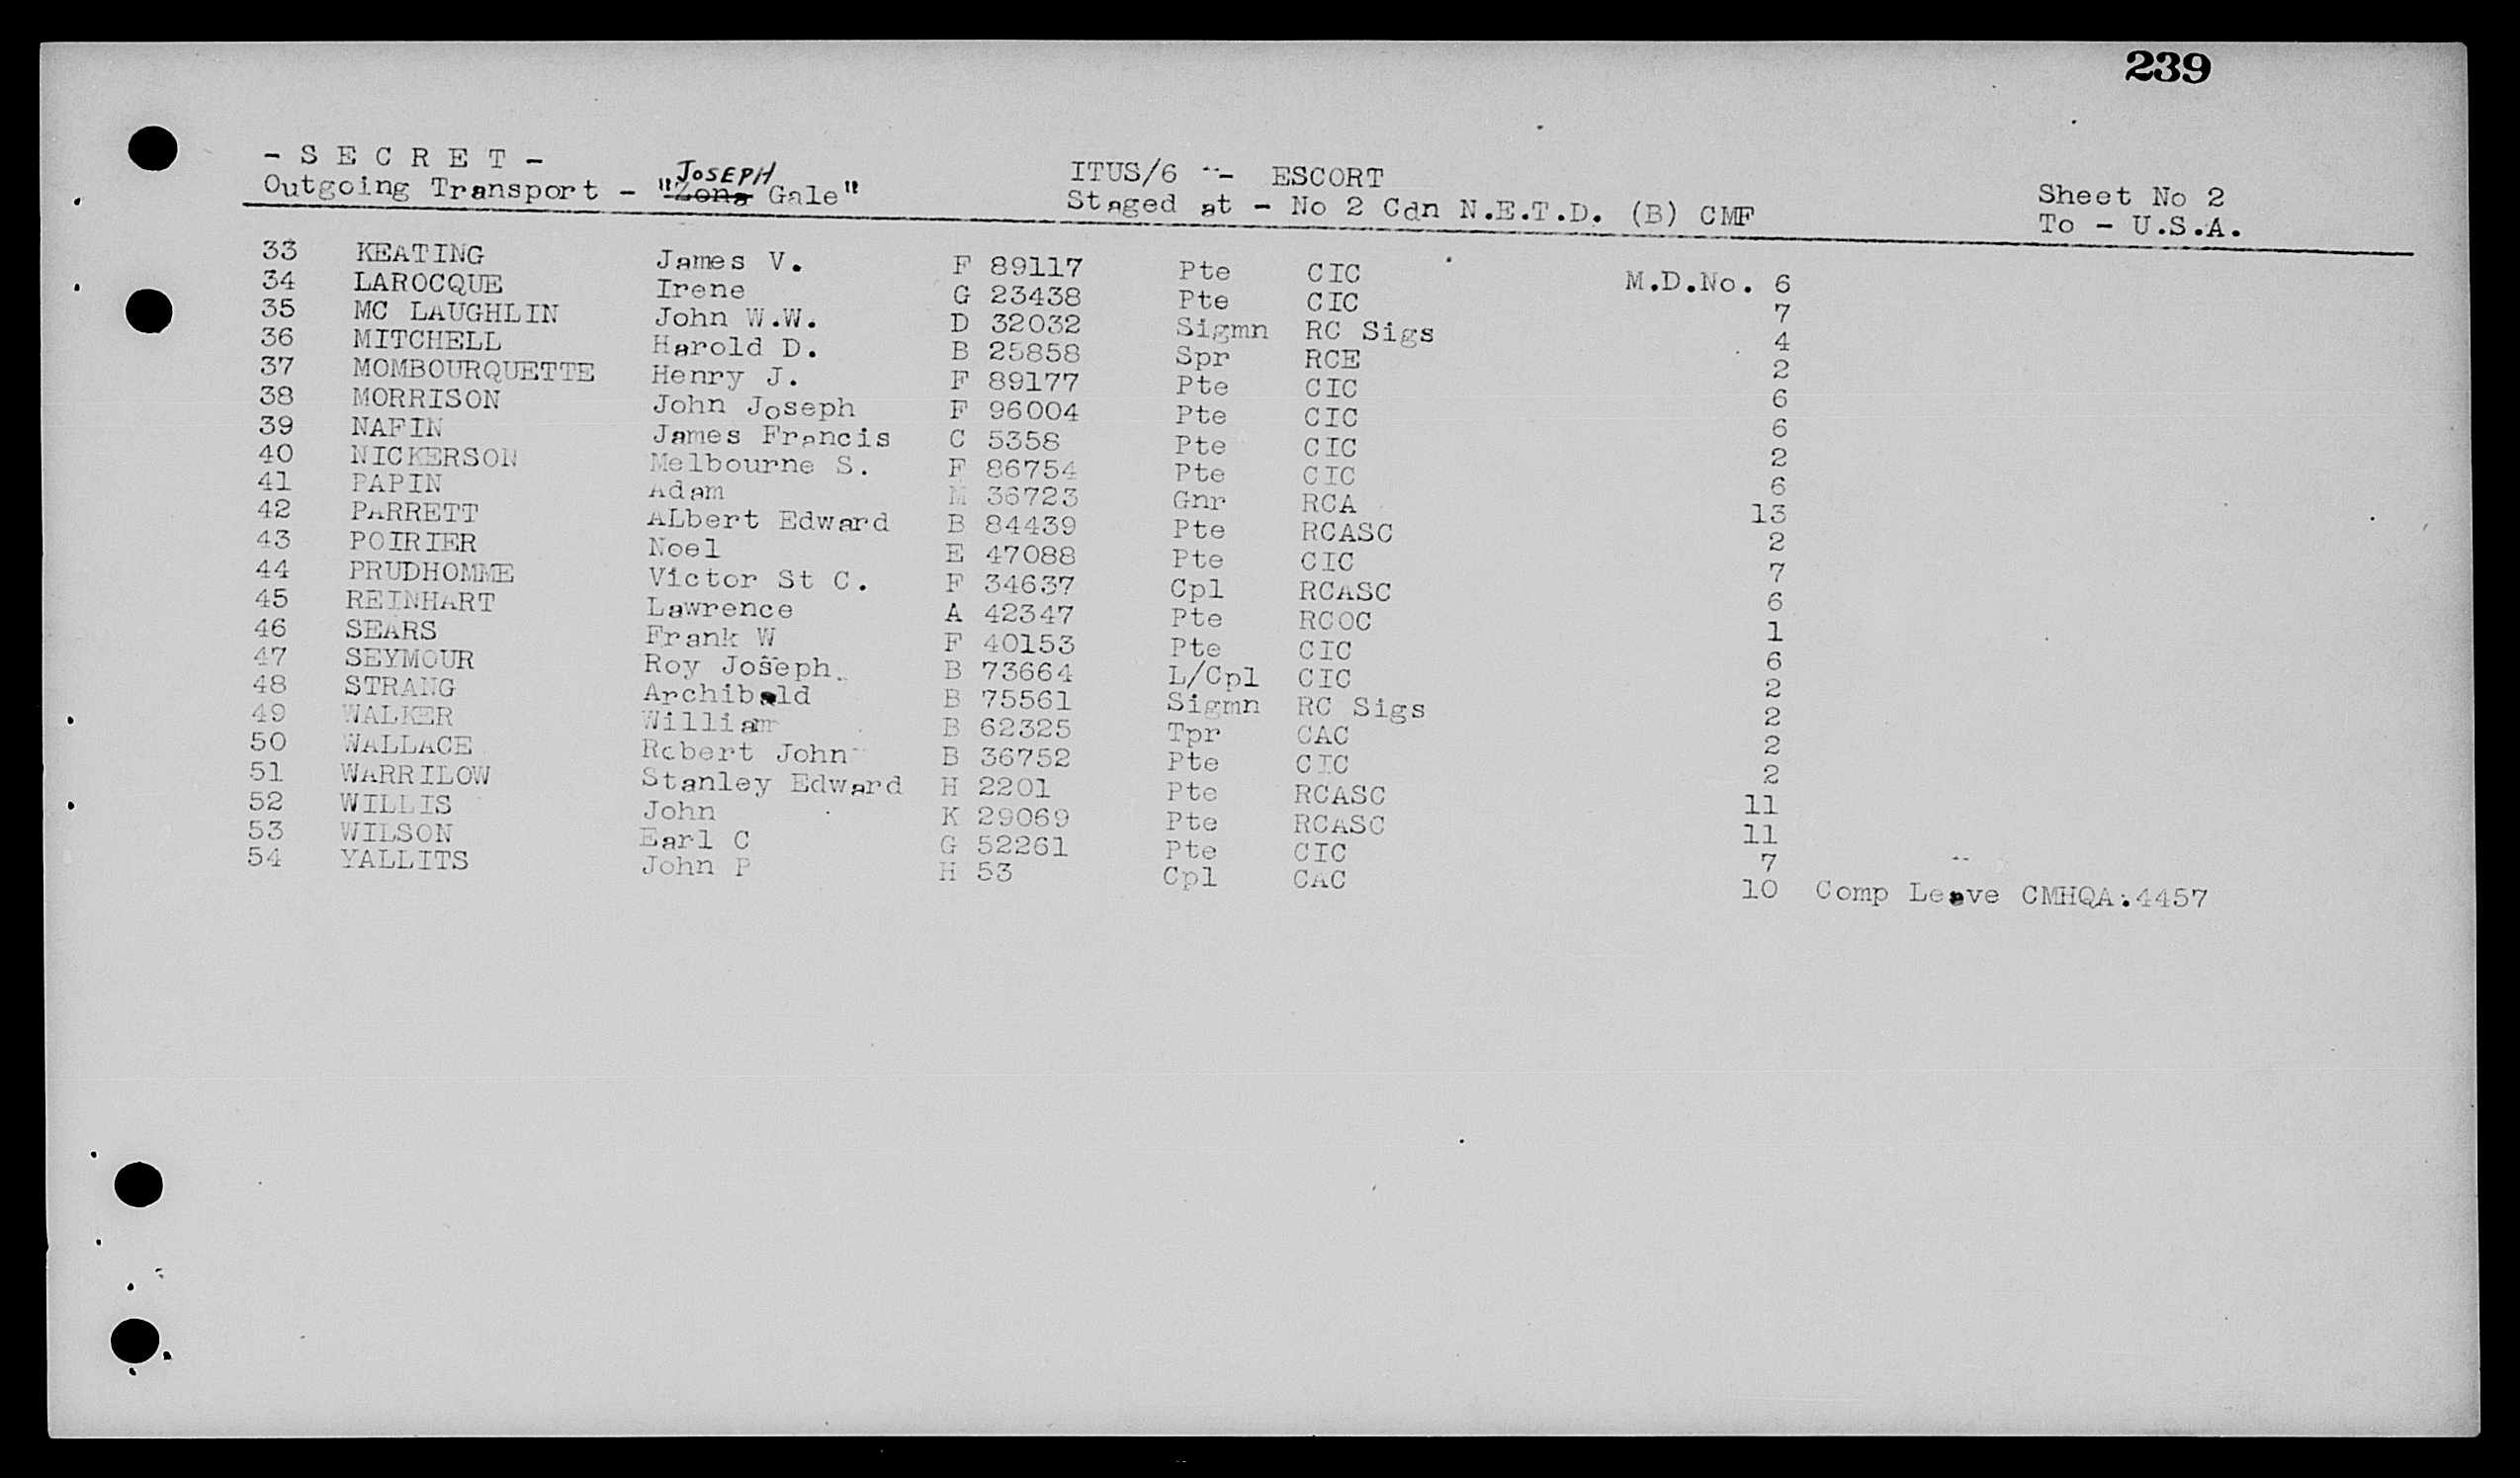 239
- S E C R E T -
Outgoing Transport - "Zona JOSEPH Gale" ITUS/6 -- ESCORT Sheet No 2
Staged at - No 2 Cdn N.E.T.D. (B) CMF To - U.S.A.
33 KEATING James V. F 89117 Pte CIC M.D.No. 6
34 LAROCQUE Irene G 23438 Pte CIC 7
35 MC LAUGHLIN John W.W. D 32032 Sigmn RC Sigs 4
36 MITCHELL Harold D. B 25858 Spr RCE 2
37 MOMBOURQUETTE Henry J. F 89177 Pte CIC 6
38 MORRISON John Joseph F 96004 Pte CIC 6
39 NAFIN James Francis C 5358 Pte CIC 2
40 NICKERSON Melbourne S. F 86754 Pte CIC 6
41 PAPIN Adam M 36723 Gnr RCA 13
42 PARRETT ALbert Edward B 84439 Pte RCASC 2
43 POIRIER Noel E 47088 Pte CIC 7
44 PRUDHOMME Victor St C. F 34637 Cpl RCASC 6
45 REINHART Lawrence A 42347 Pte RCOC 1
46 SEARS Frank W F 40153 Pte CIC 6
47 SEYMOUR Roy Joseph. B 73664 L/Cpl CIC 2
48 STRANG Archibald B 75561 Sigmn RC Sigs 2
49 WALKER William B 62325 Tpr CAC 2
50 WALLACE Robert John B 36752 Pte CIC 2
51 WARRILOW Stanley Edward H 2201 Pte RCASC 11
52 WILLIS John K 29069 Pte RCASC 11
53 WILSON Earl C G 52261 Pte CIC 7
54 YALLITS John P H 53 Cpl CAC 10 Comp Leave CMHQA:4457